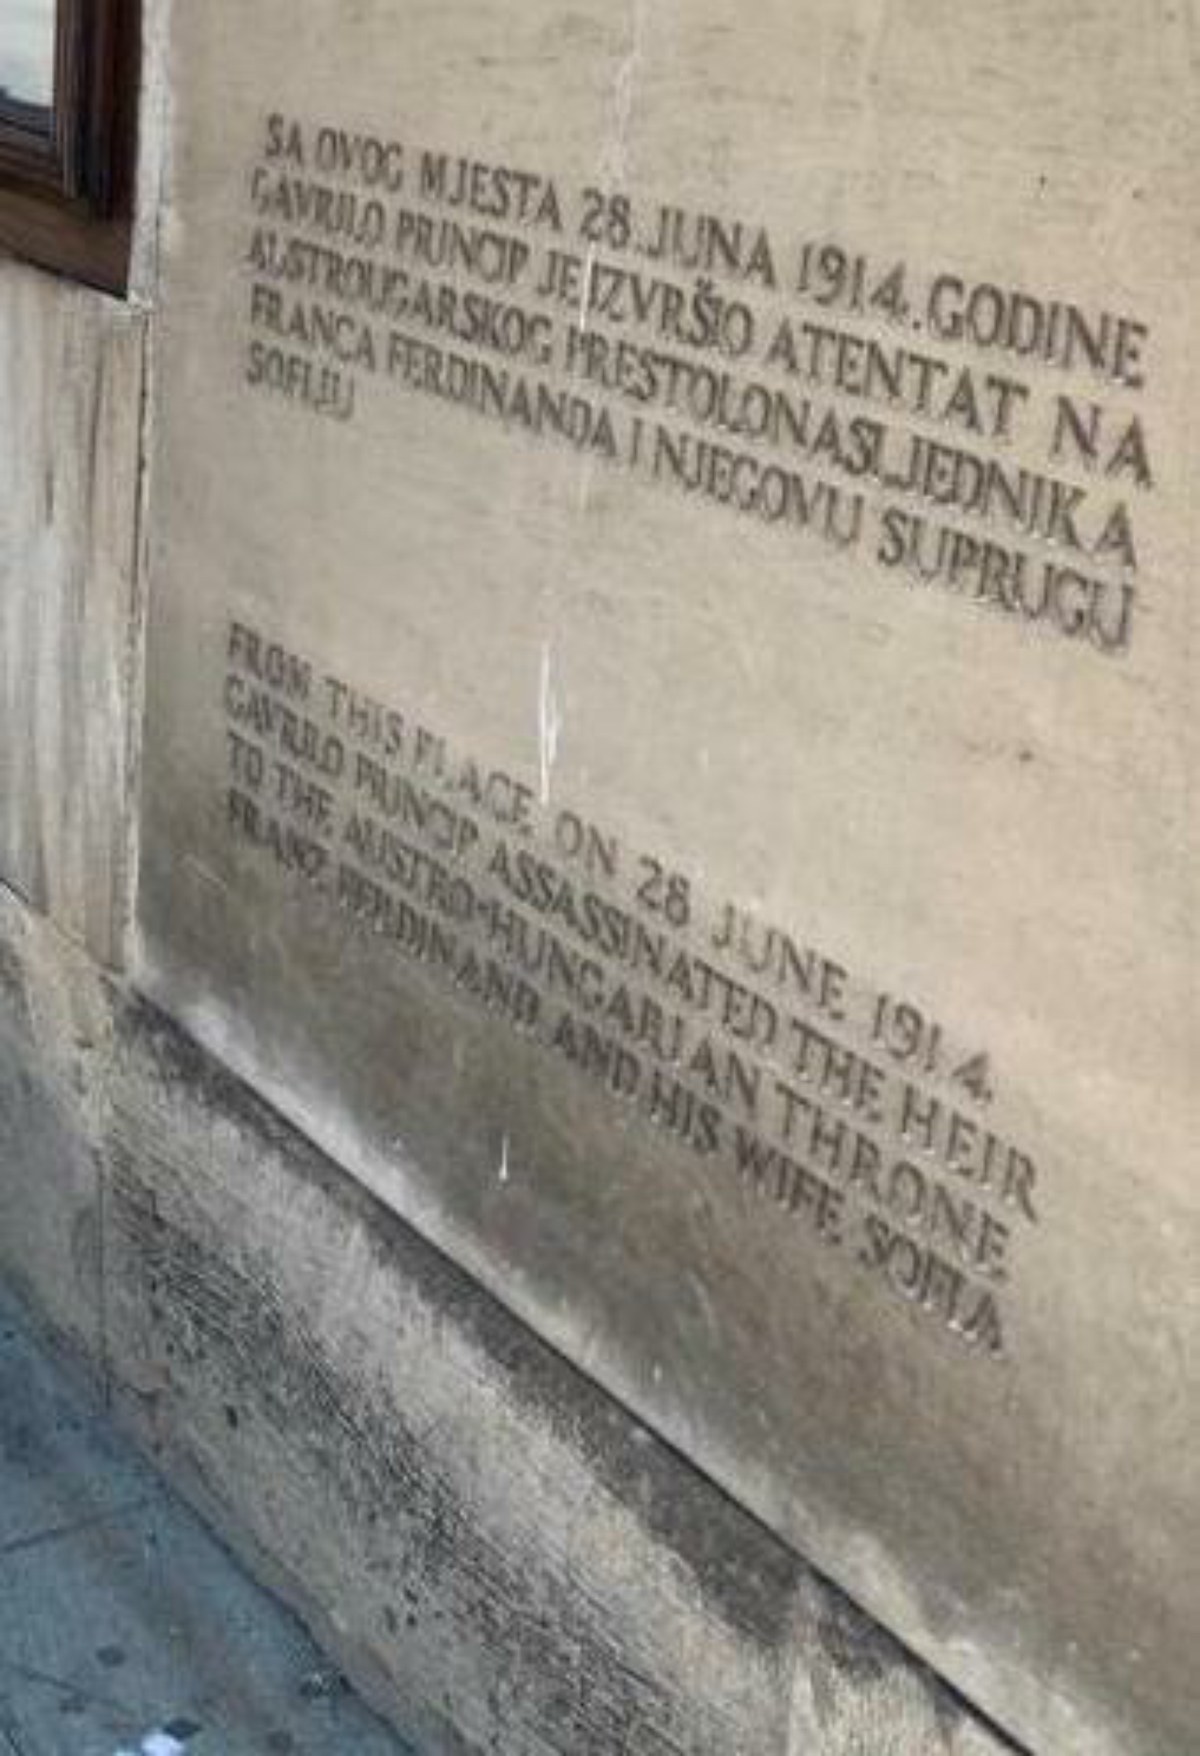 SA OVOG MJESTA 28. JUNA 1914. GODINE
GAVRILO PRINCIP JE IZVRŠIO ATENTAT NA
AUSTROUGARSKOG PRESTOLONASLJEDNIKA
FRANCA FERDINANDA I NJEGOVU SUPRUGU
SOFIJU
FROM THIS PLACE ON 28 JUNE 1914.
GAVRILO PRINCIP ASSASSINATED THE HEIR
TO THE AUSTRO-HUNGARIAN THRONE
FRANZ FERDINAND AND HIS WIFE SOFIA